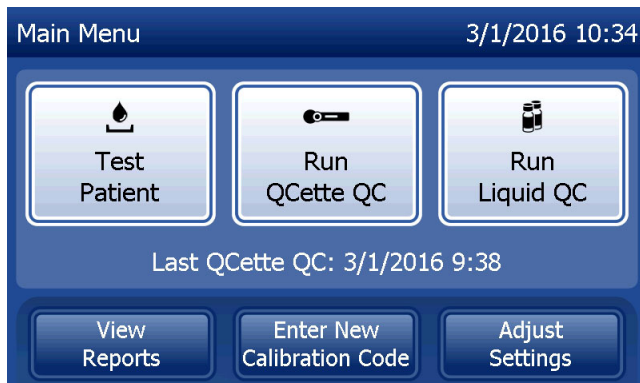 Main Menu 3/1/2016 10:34
Test
Patient
Run
QCette QC
Run
Liquid QC
Last QCette QC: 3/1/2016 9:38
View
Reports
Enter New
Calibration Code
Adjust
Settings